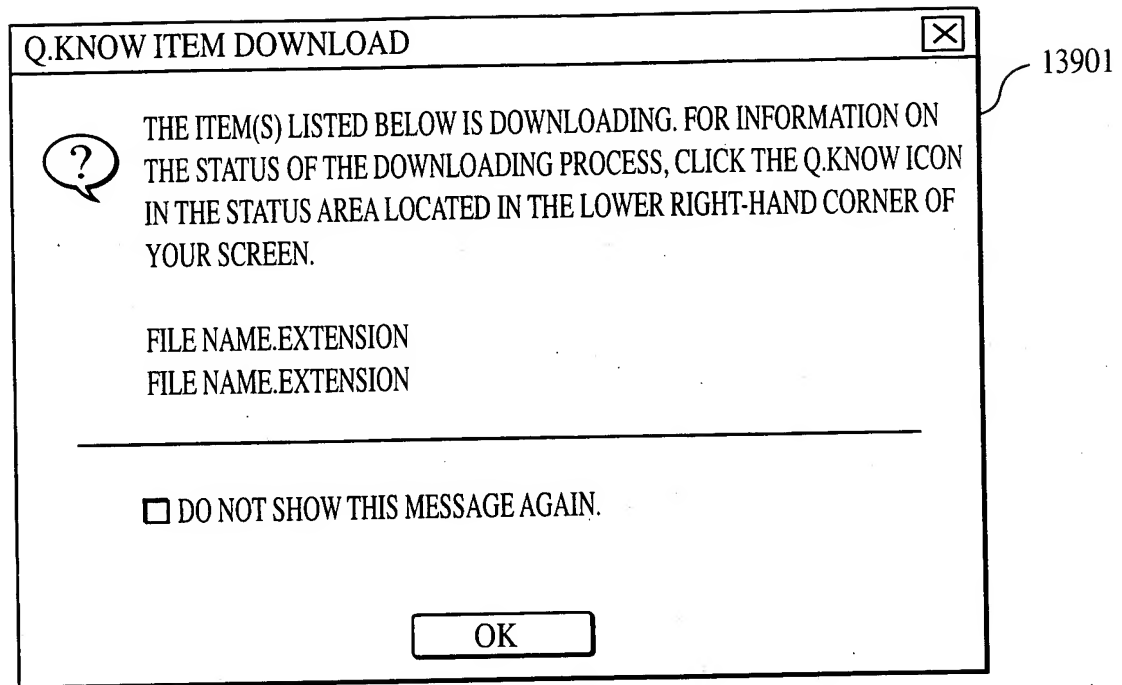 Q.KNOW ITEM DOWNLOAD
13901
THE ITEM(S) LISTED BELOW IS DOWNLOADING. FOR INFORMATION ON
THE STATUS OF THE DOWNLOADING PROCESS, CLICK THE Q.KNOW ICON
IN THE STATUS AREA LOCATED IN THE LOWER RIGHT-HAND CORNER OF
YOUR SCREEN.
FILE NAME.EXTENSION
FILE NAME.EXTENSION
DO NOT SHOW THIS MESSAGE AGAIN.
OK